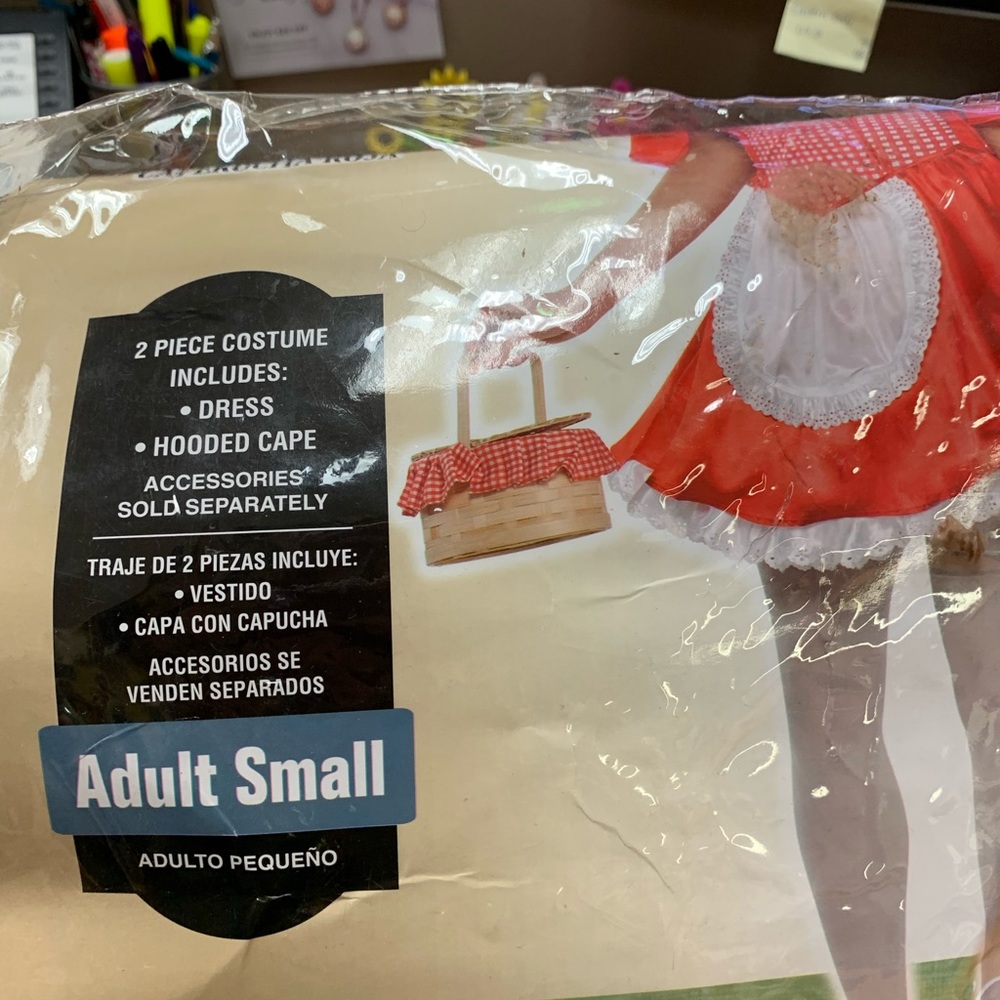 2 PIECE COSTUME
INCLUDES:
• DRESS
• HOODED CAPE
ACCESSORIES
SOLD SEPARATELY
TRAJE DE 2 PIEZAS INCLUYE:
• VESTIDO
• CAPA CON CAPUCHA
ACCESORIOS SE
VENDEN SEPARADOS
Adult Small
ADULTO PEQUEÑO